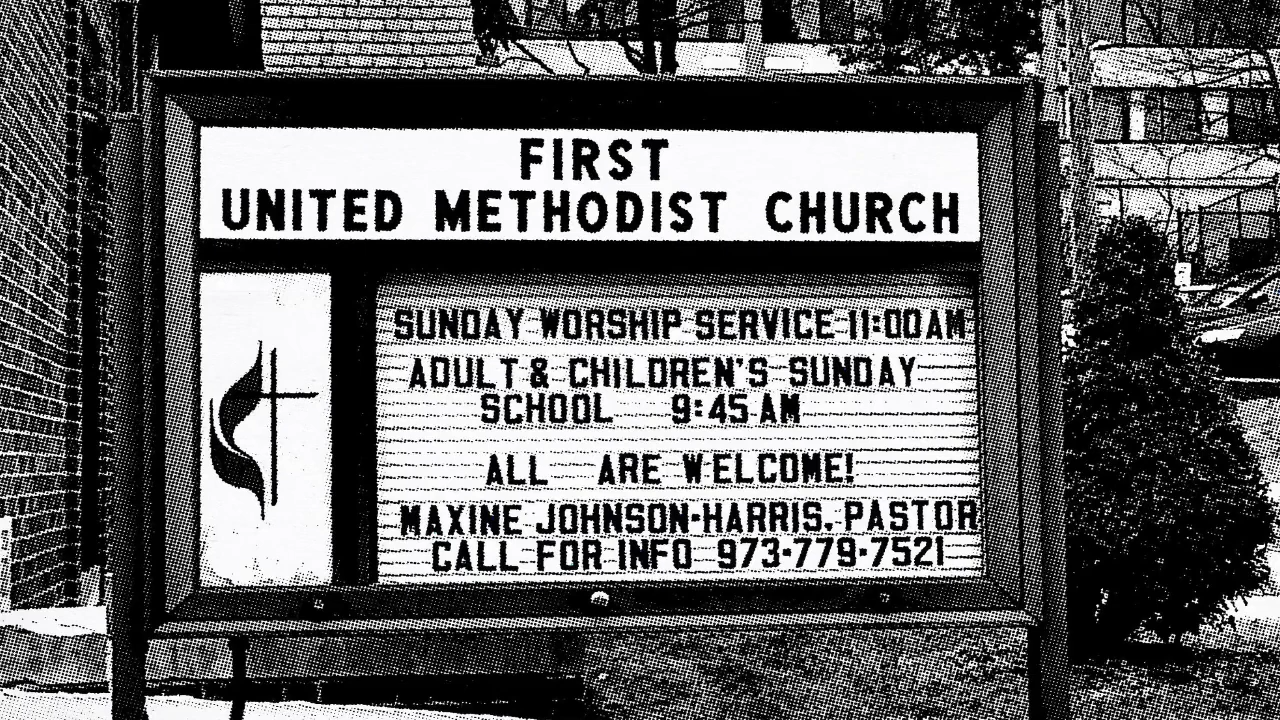 FIRST
UNITED METHODIST CHURCH
SUNDAY WORSHIP SERVICE 11:00AM
ADULT & CHILDREN'S SUNDAY
SCHOOL 9:45 AM
ALL ARE WELCOME!
MAXINE JOHNSON-HARRIS, PASTOR
CALL FOR INFO 973-779-7521